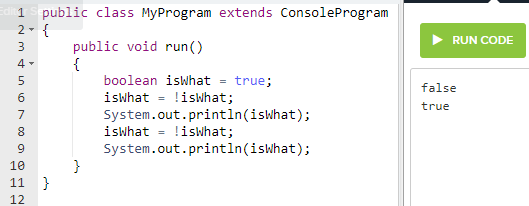 1 public class MyProgram extends ConsoleProgram
2 {
3     public void run()
4     {
5         boolean isWhat = true;
6         isWhat = !isWhat;
7         System.out.println(isWhat);
8         isWhat = !isWhat;
9         System.out.println(isWhat);
10     }
11 }
12
RUN CODE
false
true